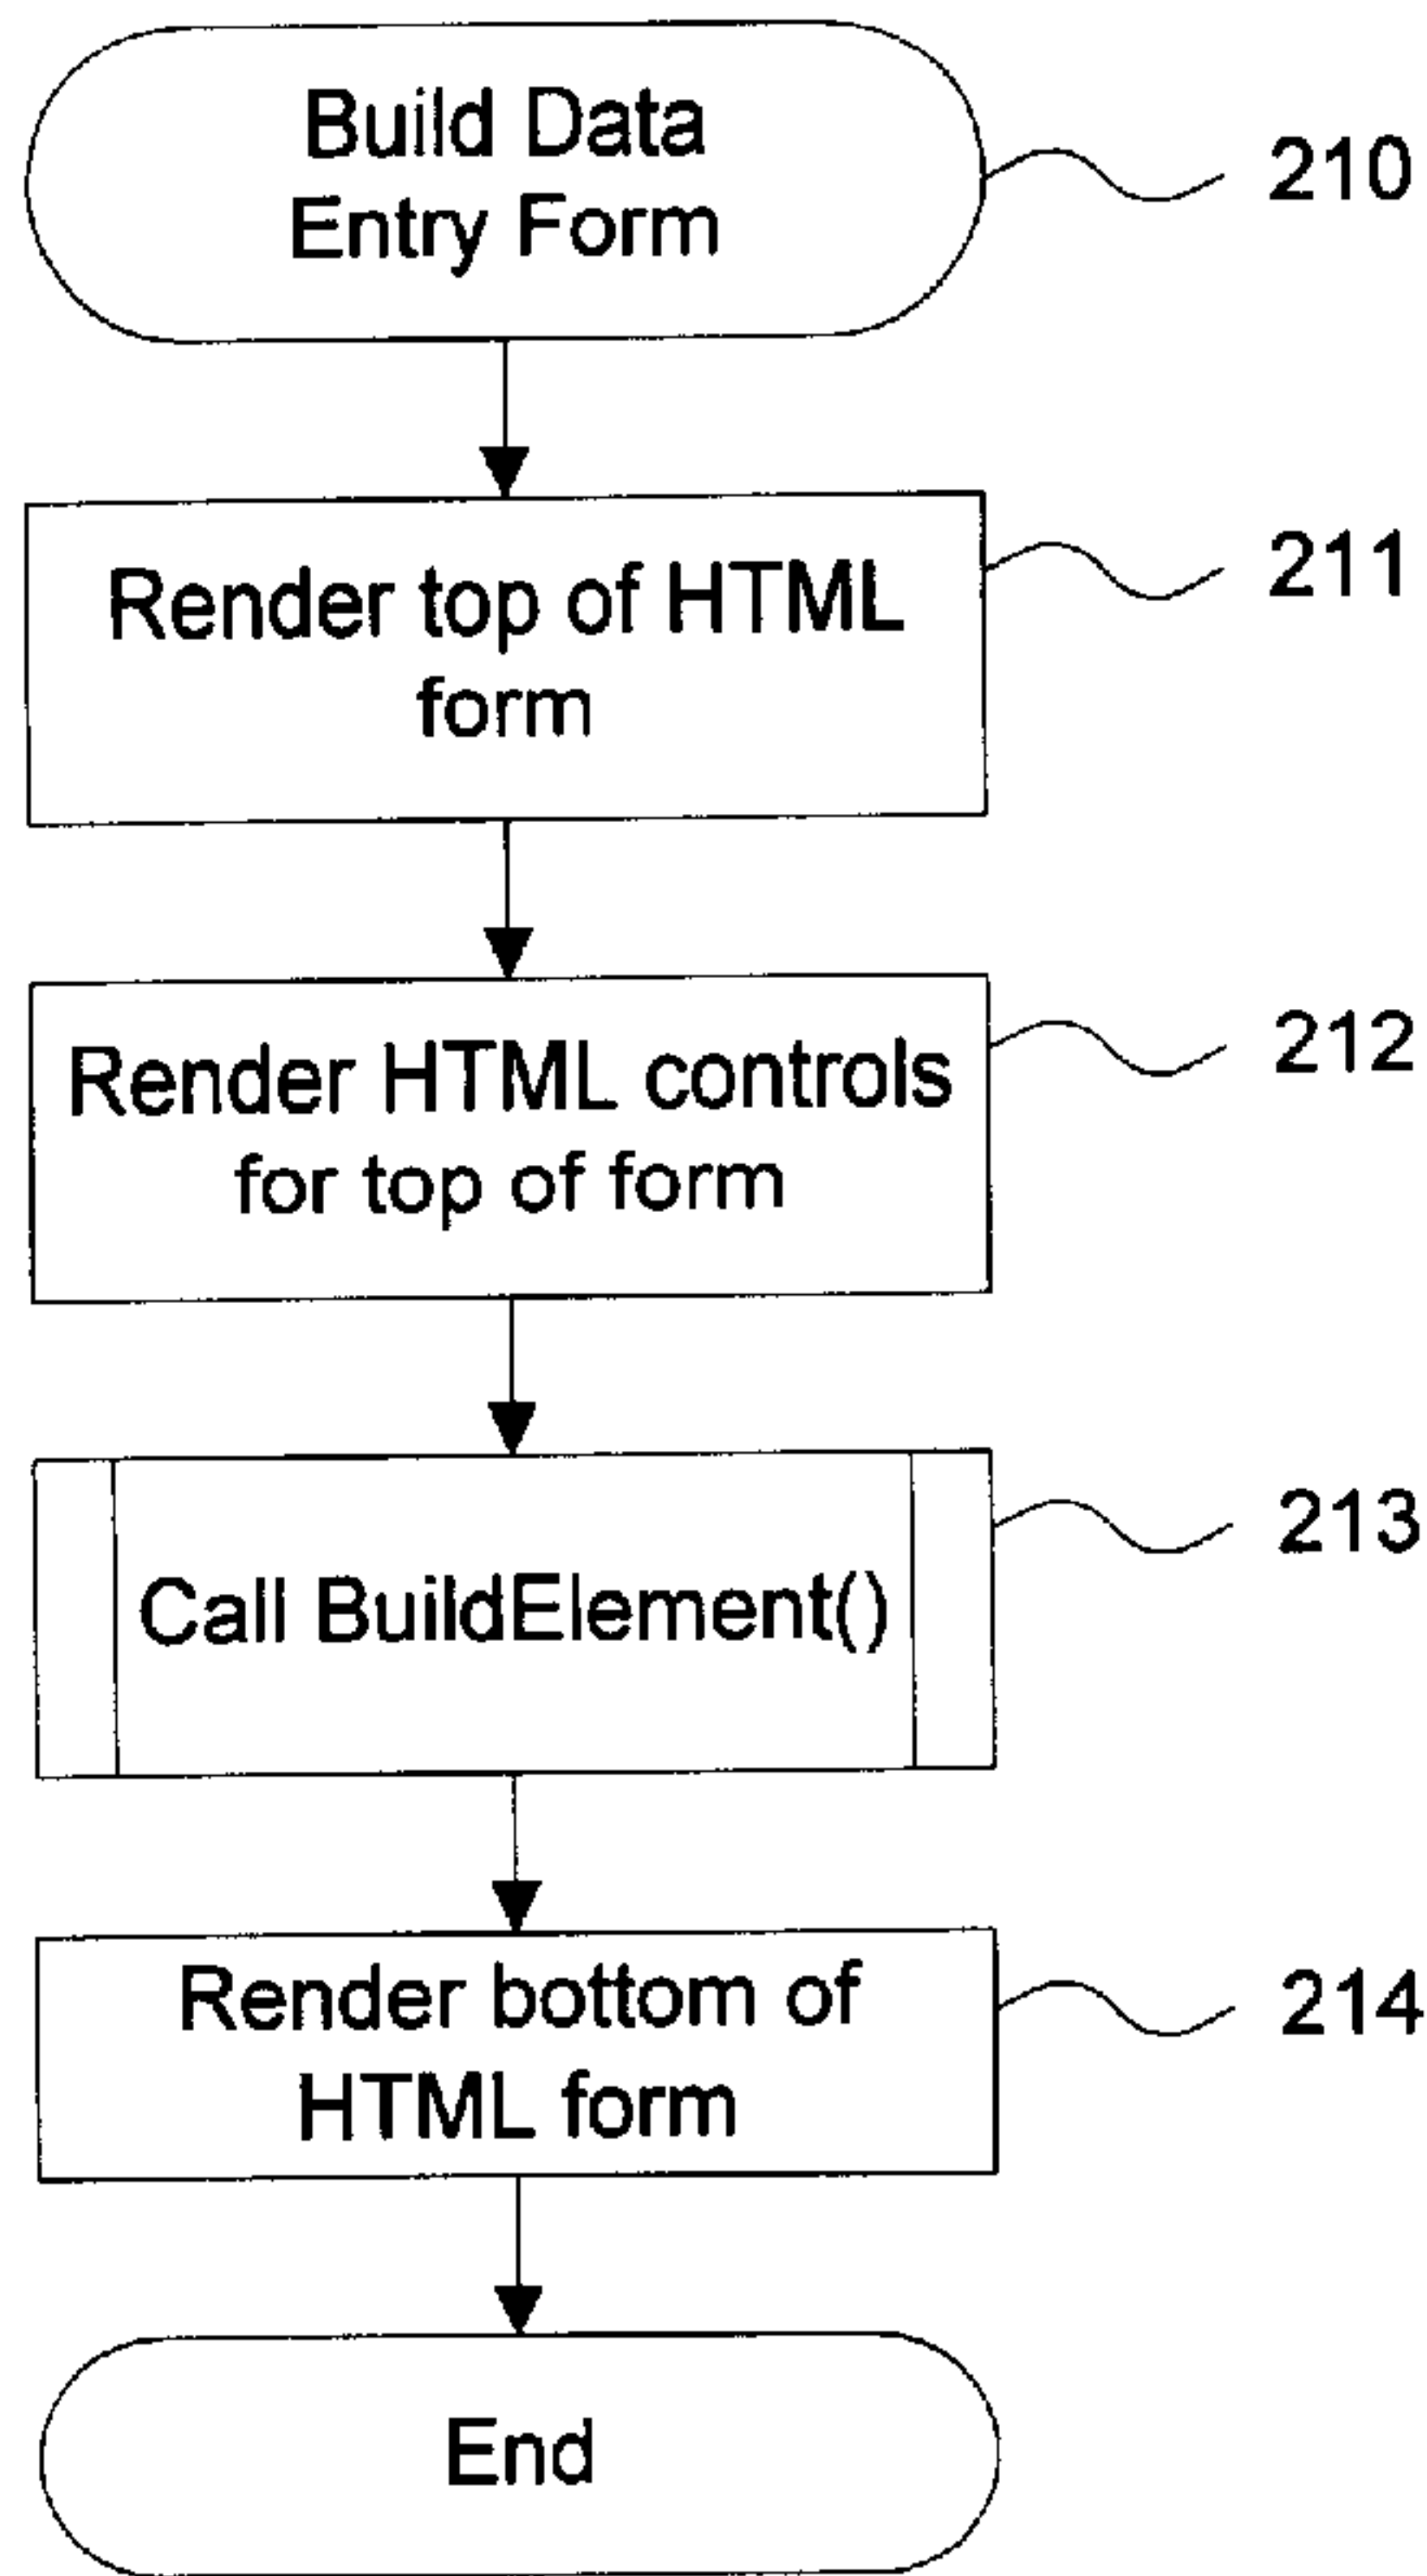 Build Data
Entry Form
210
Render top of HTML
form
211
Render HTML controls
for top of form
212
Call BuildElement()
213
Render bottom of
HTML form
214
End